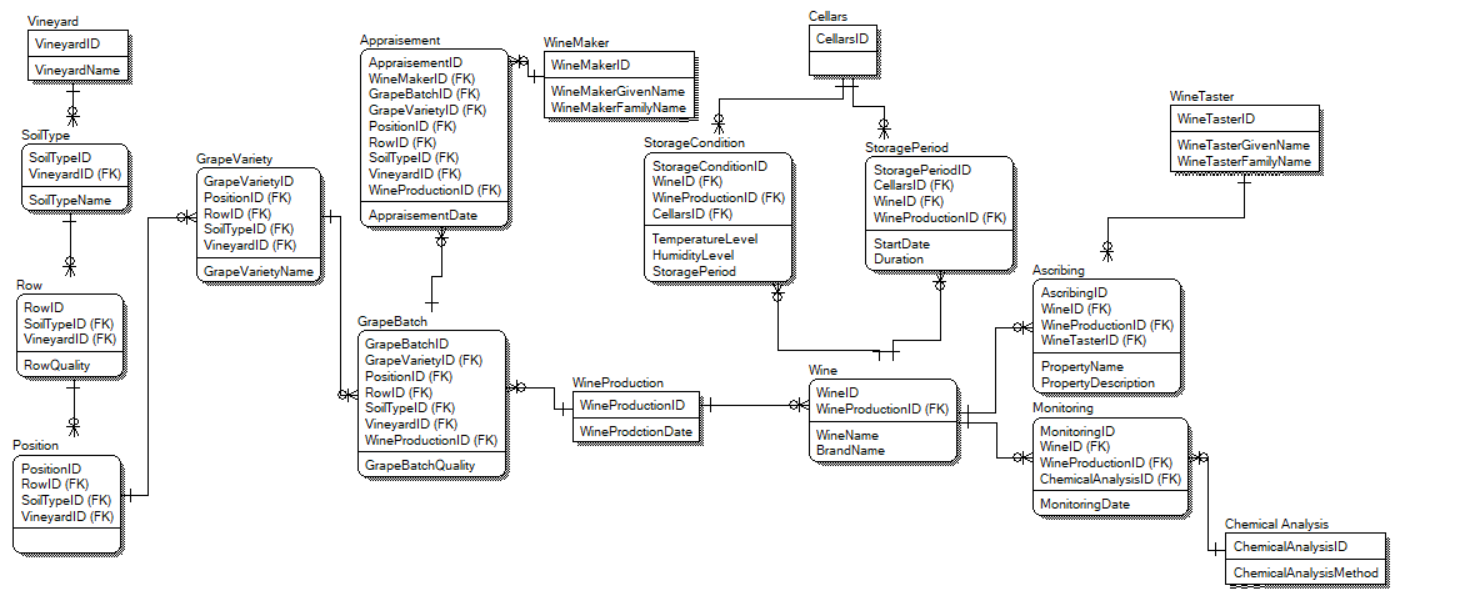 Vineyard
VineyardID
VineyardName
SoilType
SoilTypeID
VineyardID (FK)
SoilTypeName
Row
RowID
SoilTypeID (FK)
VineyardID (FK)
RowQuality
Position
PositionID
RowID (FK)
SoilTypeID (FK)
VineyardID (FK)
GrapeVariety
GrapeVarietyID
PositionID (FK)
RowID (FK)
SoilTypeID (FK)
VineyardID (FK)
GrapeVarietyName
Appraisement
AppraisementID
WineMakerID (FK)
GrapeBatchID (FK)
GrapeVarietyID (FK)
PositionID (FK)
RowID (FK)
SoilTypeID (FK)
VineyardID (FK)
WineProductionID (FK)
AppraisementDate
GrapeBatch
GrapeBatchID
GrapeVarietyID (FK)
PositionID (FK)
RowID (FK)
SoilTypeID (FK)
VineyardID (FK)
WineProductionID (FK)
GrapeBatchQuality
WineMaker
WineMakerID
WineMakerGivenName
WineMakerFamilyName
WineProduction
WineProductionID
WineProdctionDate
Cellars
CellarsID
StorageCondition
StorageConditionID
WineID (FK)
WineProductionID (FK)
CellarsID (FK)
TemperatureLevel
HumidityLevel
StoragePeriod
StoragePeriod
StoragePeriodID
CellarsID (FK)
WineID (FK)
WineProductionID (FK)
StartDate
Duration
Wine
WineID
WineProductionID (FK)
WineName
BrandName
WineTaster
WineTasterID
WineTasterGivenName
WineTasterFamilyName
Ascribing
AscribingID
WineID (FK)
WineProductionID (FK)
WineTasterID (FK)
PropertyName
PropertyDescription
Monitoring
MonitoringID
WineID (FK)
WineProductionID (FK)
ChemicalAnalysisID (FK)
MonitoringDate
Chemical Analysis
ChemicalAnalysisID
ChemicalAnalysisMethod